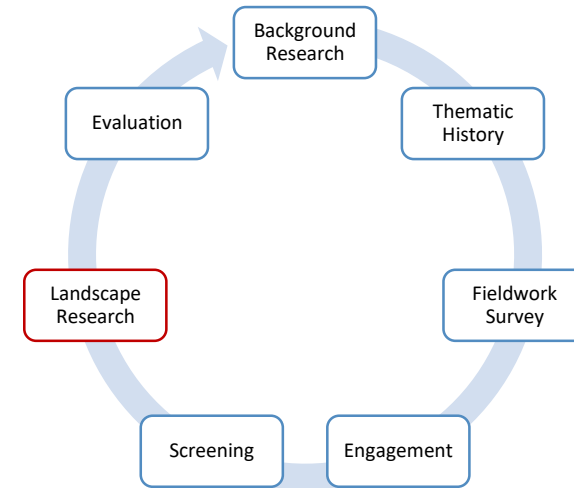 Background
Research
Thematic
History
Fieldwork
Survey
Engagement
Screening
Landscape
Research
Evaluation